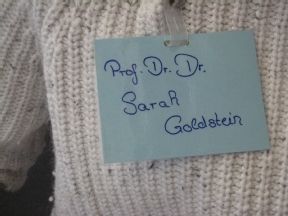 Prof. Dr. Dr.
Sarah
Goldstein